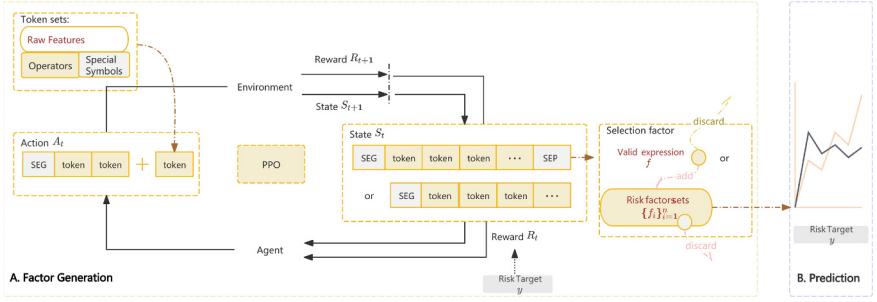 Token sets:
Raw Features
Operators
Special
Symbols
Environment
Reward R_{t+1}
State S_{t+1}
Action A_t
SEG
token
token
+
token
PPO
State S_t
SEG
token
token
token
...
SEP
or
SEG
token
token
token
...
Selection factor
discard
Valid expression
f
or
add
Risk factorsets
{f_i}_{i=1}^n
discard
Agent
Reward R_t
Risk Target
y
A. Factor Generation
Risk Target
y
B. Prediction